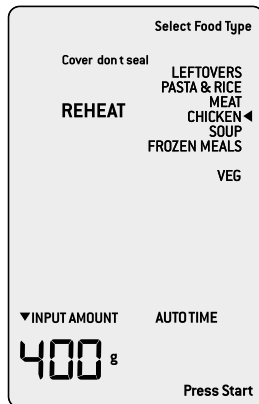 Select Food Type
Cover don t seal
LEFTOVERS
PASTA & RICE
MEAT
REHEAT
CHICKEN◀
SOUP
FROZEN MEALS
VEG
▼INPUT AMOUNT AUTO TIME
400 g
Press Start